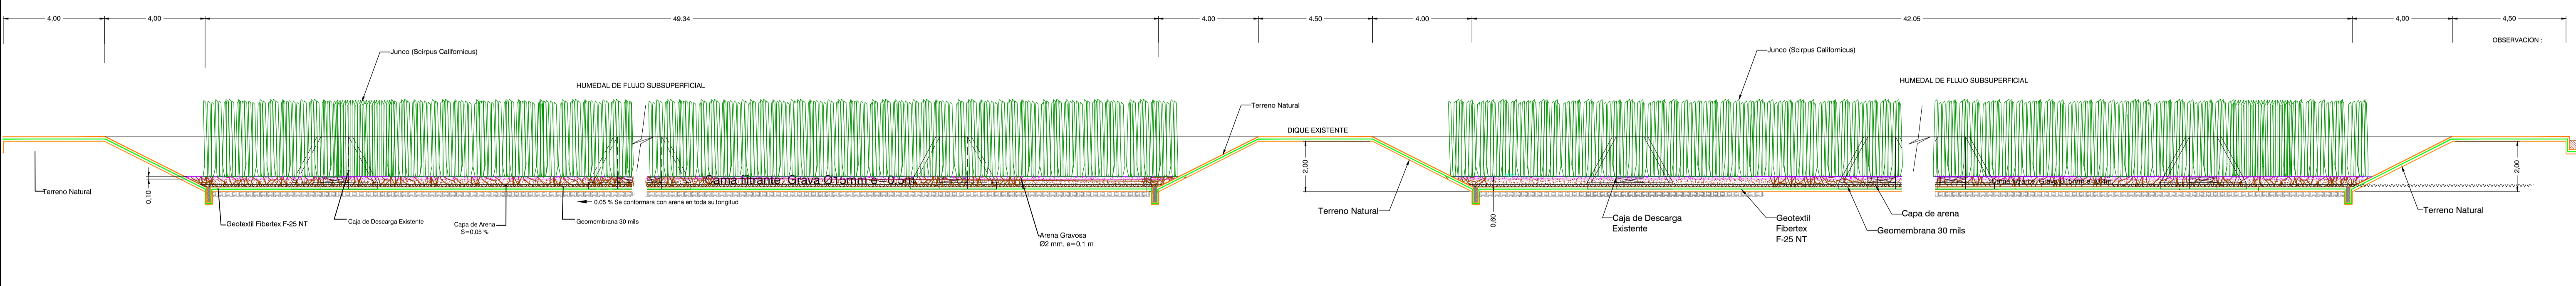 4,00
4,00
49.34
4,00
4.50
4.00
42.05
4,00
4,50
OBSERVACION :
Junco (Scirpus Californicus)
Junco (Scirpus Californicus)
HUMEDAL DE FLUJO SUBSUPERFICIAL
HUMEDAL DE FLUJO SUBSUPERFICIAL
Terreno Natural
DIQUE EXISTENTE
2,00
2,00
Cama filtrante: Grava Ø15mm e=0.5m
Terreno Natural
0,10
0,05 % Se conformara con arena en toda su longitud
Geotextil Fibertex F-25 NT
Caja de Descarga Existente
Capa de Arena
S=0,05 %
Geomembrana 30 mils
Arena Gravosa
Ø2 mm, e=0,1 m
Terreno Natural
0,60
Caja de Descarga
Existente
Geotextil
Fibertex
F-25 NT
Capa de arena
Geomembrana 30 mils
Terreno Natural